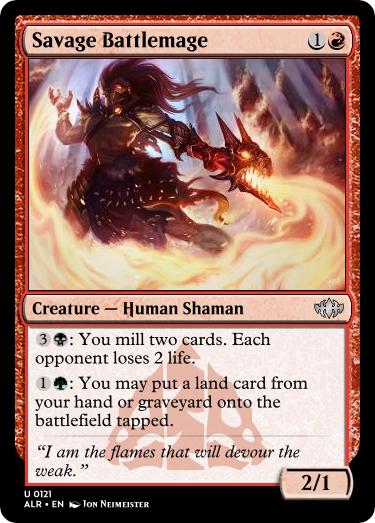 Savage Battlemage 1
Creature — Human Shaman
3 : You mill two cards. Each
opponent loses 2 life.
1 : You may put a land card from
your hand or graveyard onto the
battlefield tapped.
“I am the flames that will devour the
weak.”
2/1
U 0121
ALR • EN Jon Neimeister